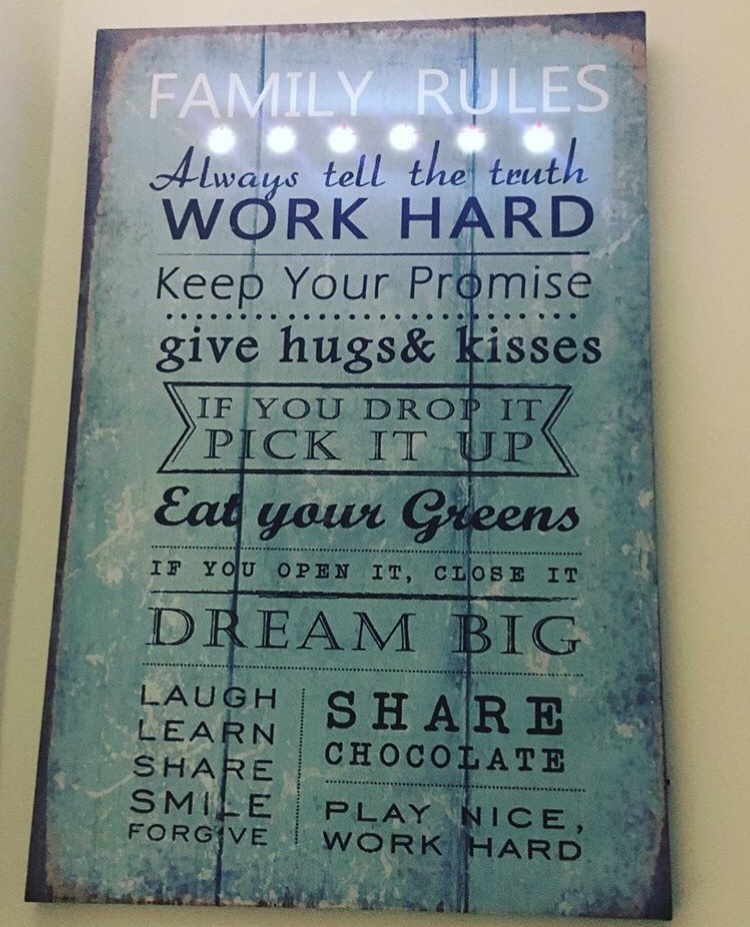 FAMILY RULES
Always tell the truth
WORK HARD
Keep Your Promise
give hugs& kisses
IF YOU DROP IT
PICK IT UP
Eat your Greens
IF YOU OPEN IT, CLOSE IT
DREAM BIG
LAUGH
LEARN
SHARE
SMILE
FORGIVE
SHARE
CHOCOLATE
PLAY NICE,
WORK HARD